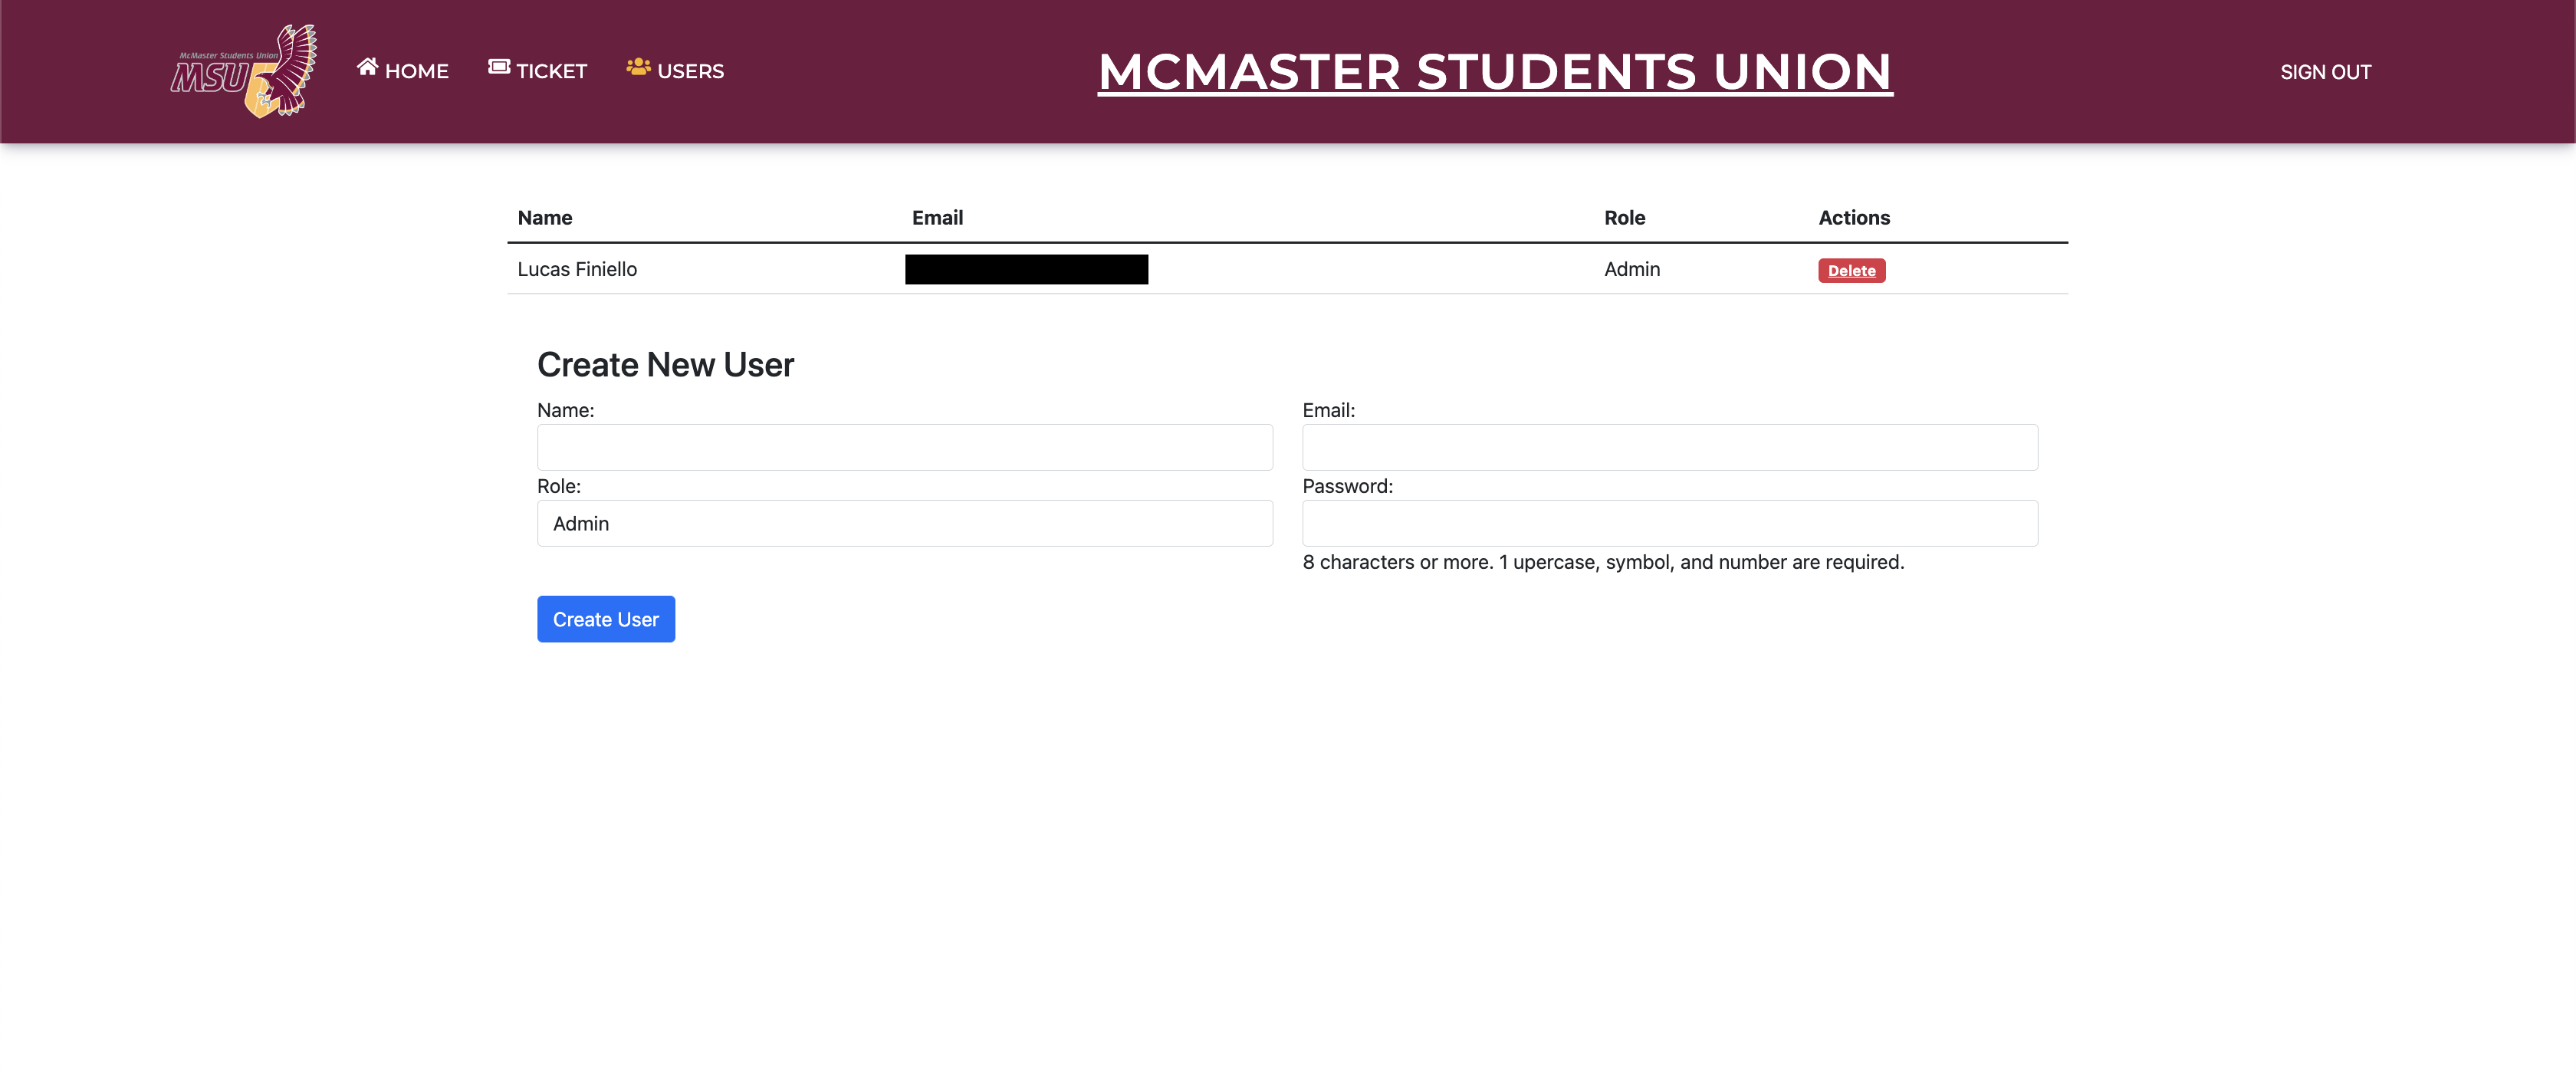 McMaster Students Union
MSU
HOME
TICKET
USERS
MCMASTER STUDENTS UNION
SIGN OUT
Name Email Role Actions
Lucas Finiello Admin Delete
Create New User
Name: Email:
Role: Password:
Admin
8 characters or more. 1 upercase, symbol, and number are required.
Create User